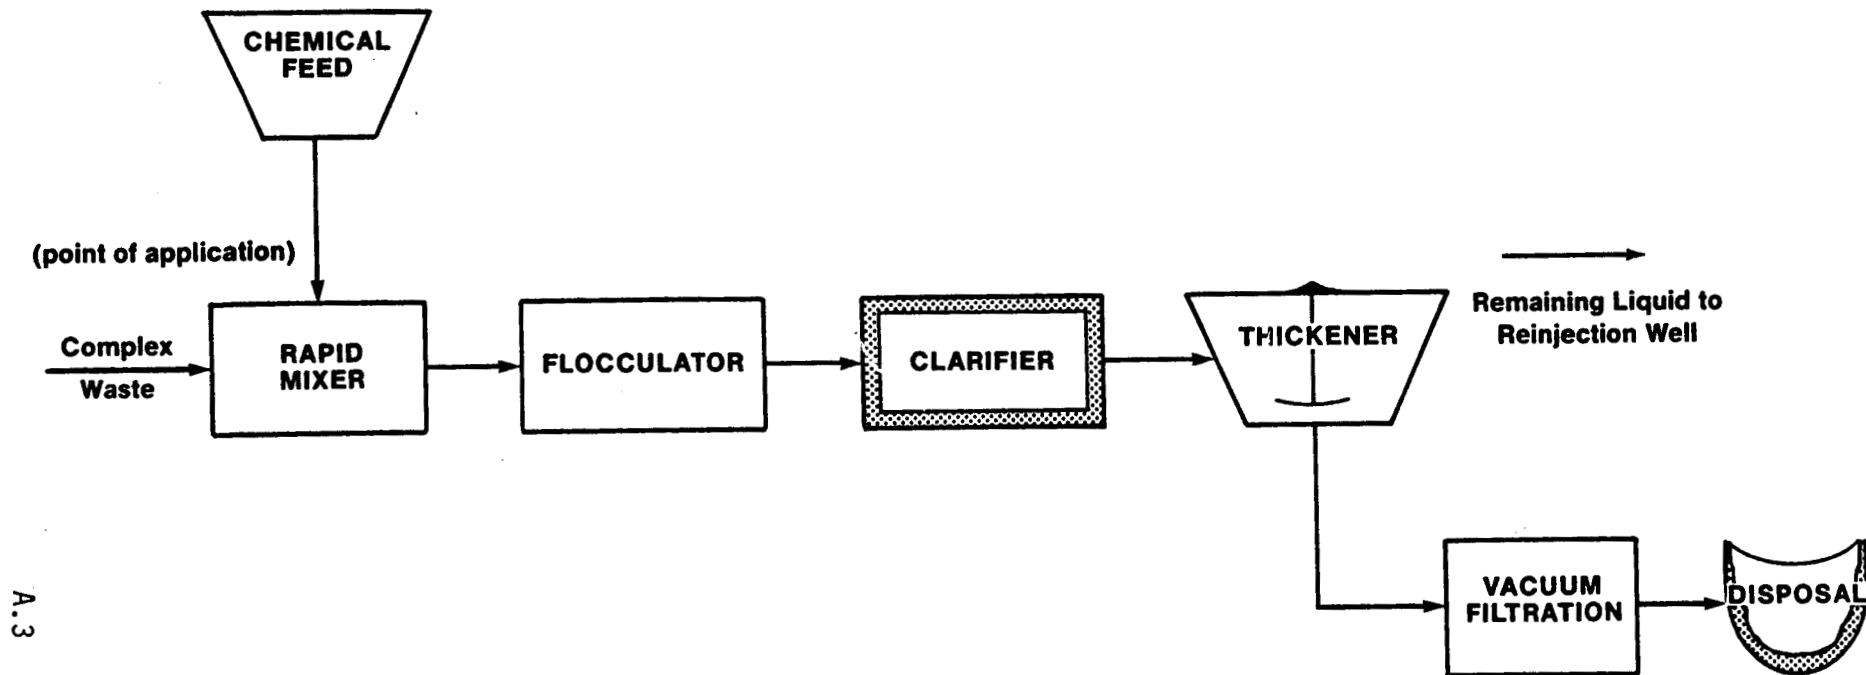 CHEMICAL
FEED
(point of application)
Complex
Waste
RAPID
MIXER
FLOCCULATOR
CLARIFIER
THICKENER
Remaining Liquid to
Reinjection Well
VACUUM
FILTRATION
DISPOSAL
A.3